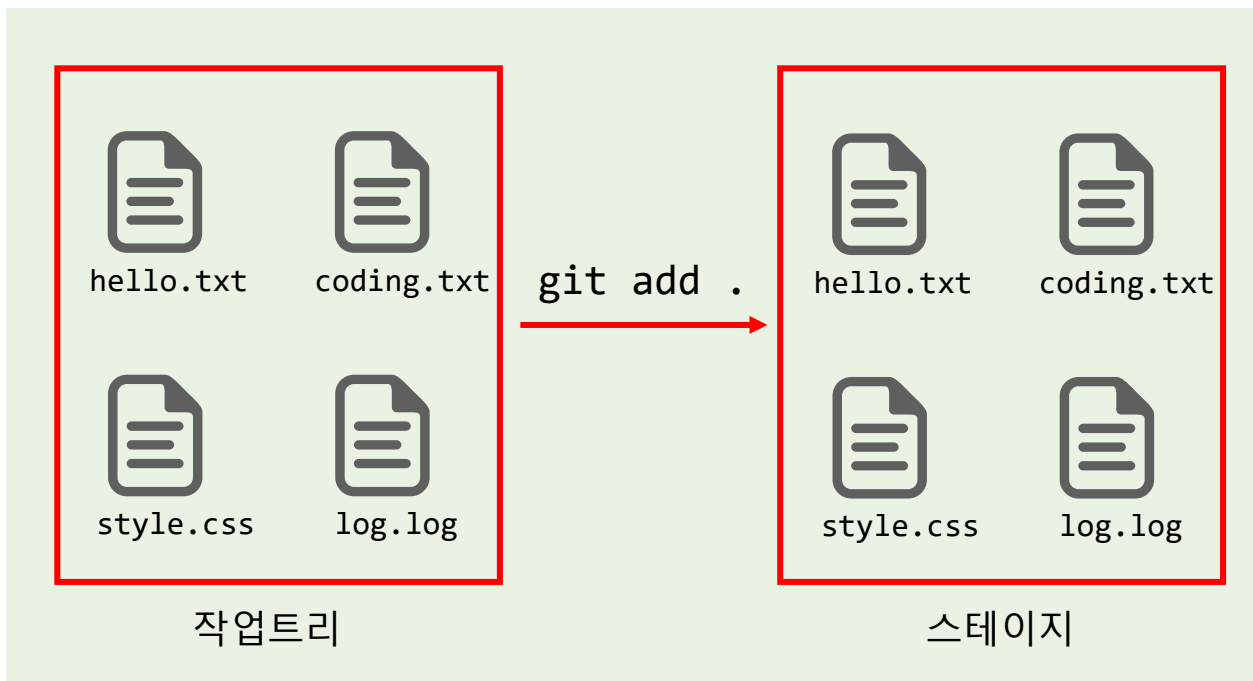 hello.txt coding.txt
git add .
hello.txt coding.txt
style.css log.log
style.css log.log
작업트리
스테이지